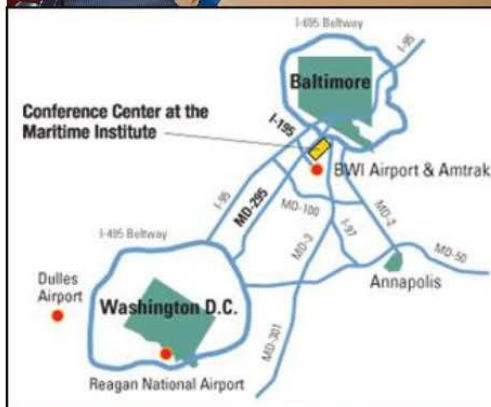 I-695 Beltway
I-95
Baltimore
Conference Center at the
Maritime Institute
I-195
BWI Airport & Amtrak
I-95
MD-295
MD-100
MD-2
I-97
MD-3
MD-50
I-495 Beltway
Annapolis
Dulles
Airport
Washington D.C.
MD-301
Reagan National Airport